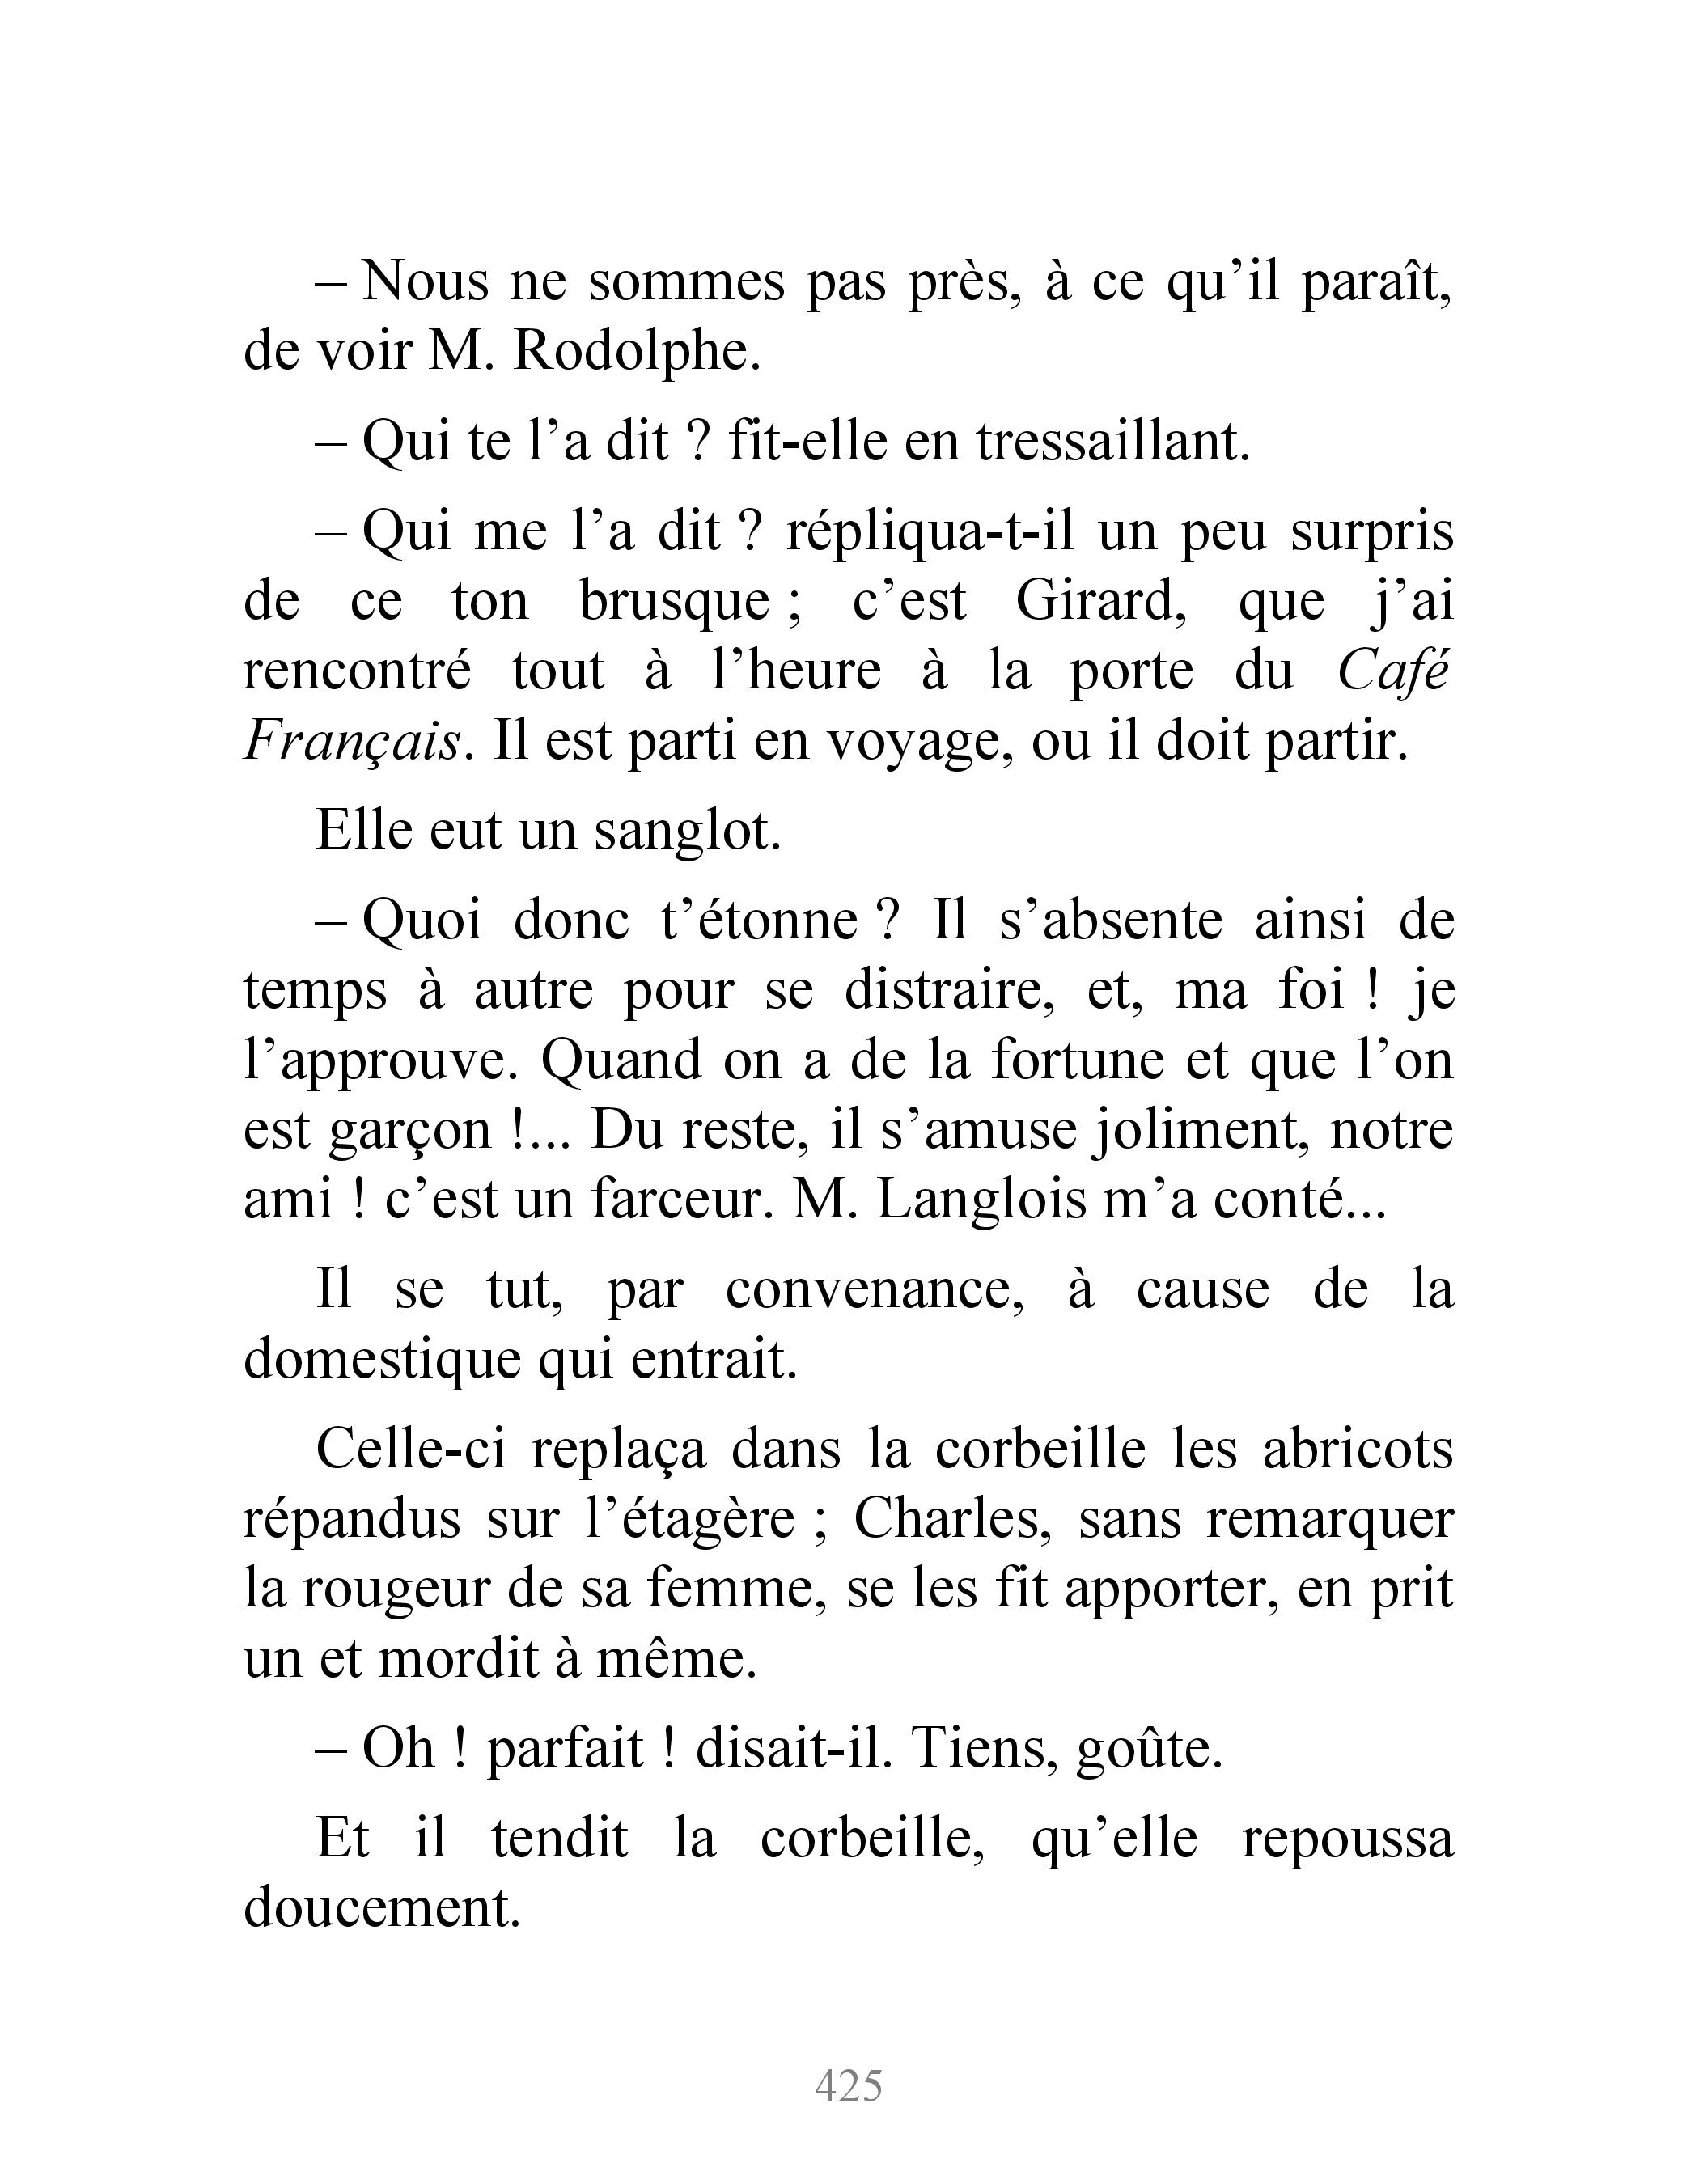 – Nous ne sommes pas près, à ce qu’il paraît,
de voir M. Rodolphe.
– Qui te l’a dit ? fit-elle en tressaillant.
– Qui me l’a dit ? répliqua-t-il un peu surpris
de ce ton brusque ; c’est Girard, que j’ai
rencontré tout à l’heure à la porte du Café
Français. Il est parti en voyage, ou il doit partir.
Elle eut un sanglot.
– Quoi donc t’étonne ? Il s’absente ainsi de
temps à autre pour se distraire, et, ma foi ! je
l’approuve. Quand on a de la fortune et que l’on
est garçon !... Du reste, il s’amuse joliment, notre
ami ! c’est un farceur. M. Langlois m’a conté...
Il se tut, par convenance, à cause de la
domestique qui entrait.
Celle-ci replaça dans la corbeille les abricots
répandus sur l’étagère ; Charles, sans remarquer
la rougeur de sa femme, se les fit apporter, en prit
un et mordit à même.
– Oh ! parfait ! disait-il. Tiens, goûte.
Et il tendit la corbeille, qu’elle repoussa
doucement.
425